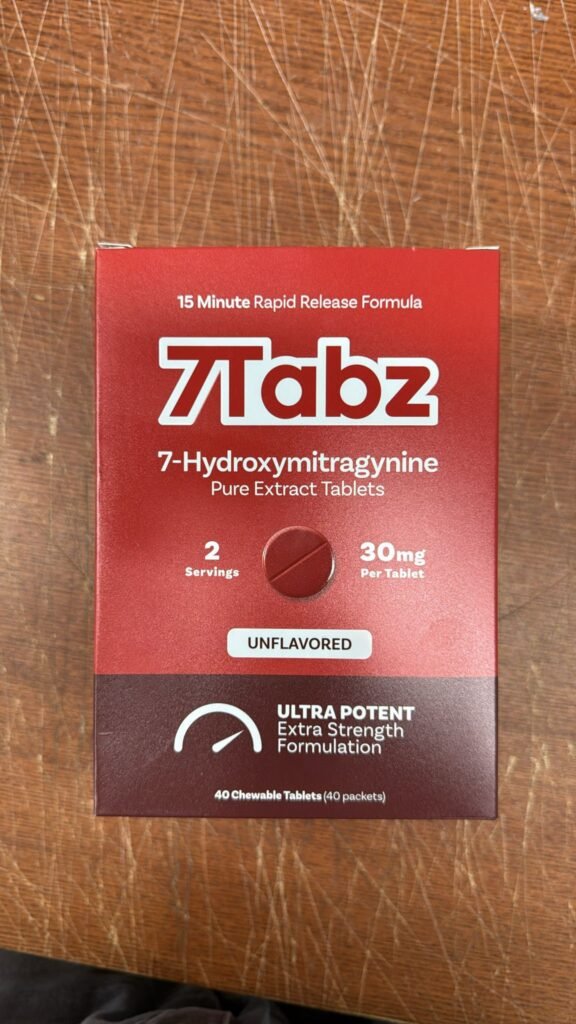 15 Minute Rapid Release Formula
7Tabz
7-Hydroxymitragynine
Pure Extract Tablets
2
Servings
30mg
Per Tablet
UNFLAVORED
ULTRA POTENT
Extra Strength
Formulation
40 Chewable Tablets (40 packets)